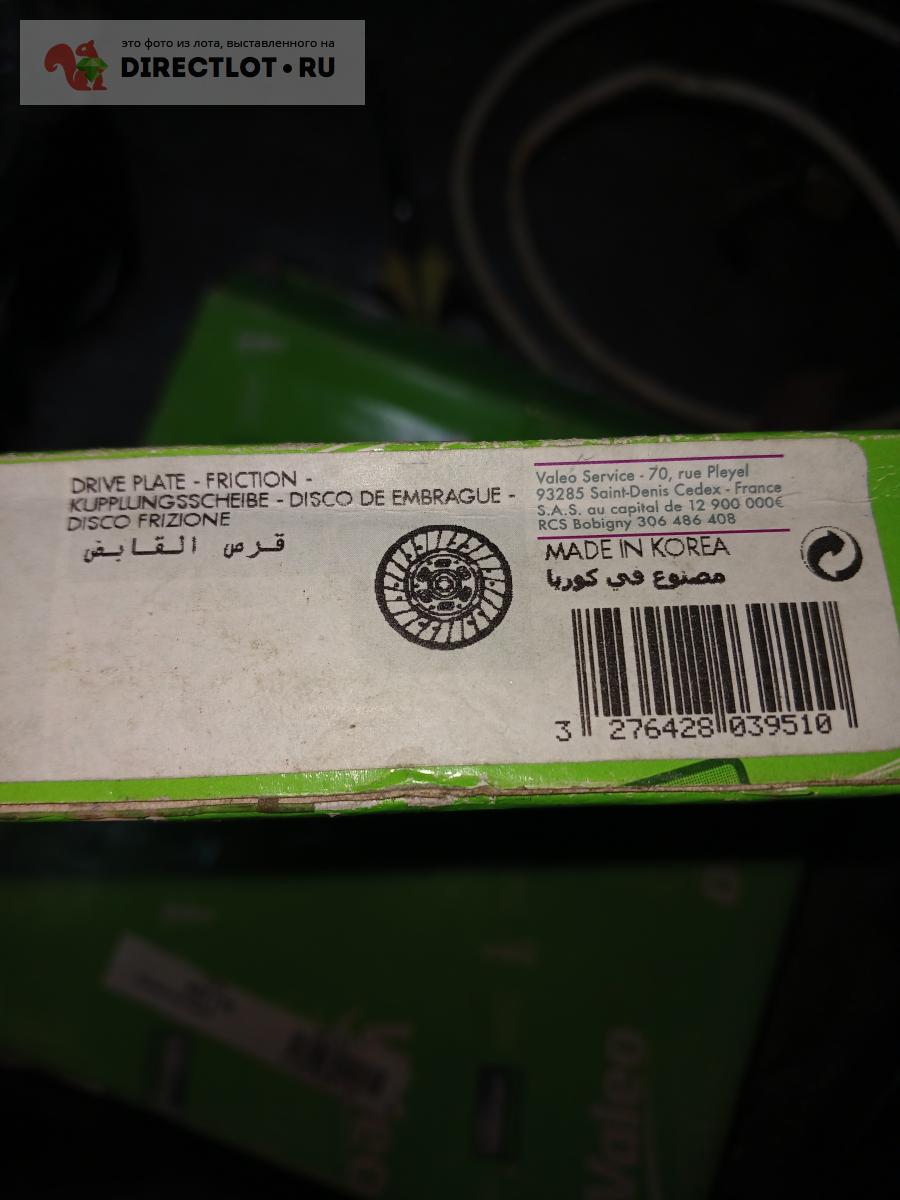 это фото из лота, выставленного на
DIRECTLOT•RU
DRIVE PLATE - FRICTION -
KUPPLUNGSSCHEIBE - DISCO DE EMBRAGUE -
DISCO FRIZIONE
قرص القابض
Valeo Service - 70, rue Pleyel
93285 Saint-Denis Cedex - France
S.A.S. au capital de 12 900 000€
RCS Bobigny 306 486 408
MADE IN KOREA
مصنوع في كوريا
3 276428 039510
Valeo